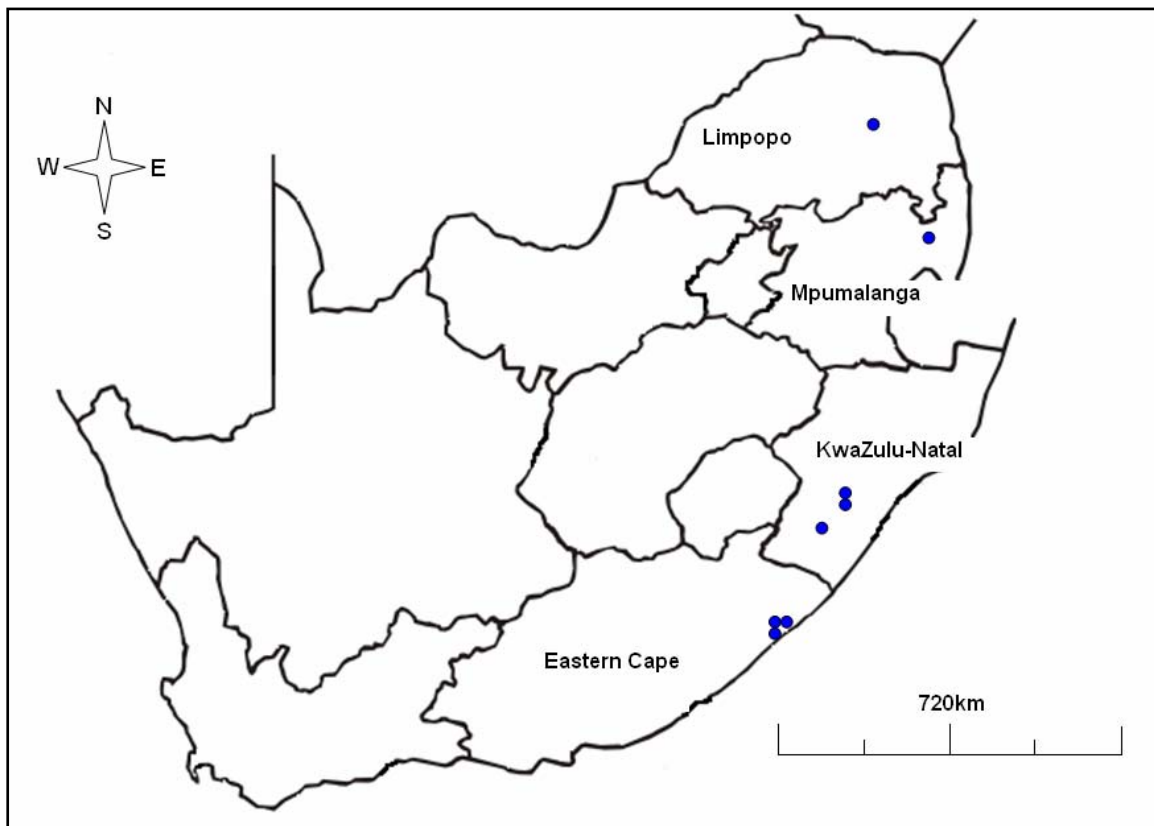 N
W E
S
Limpopo
Mpumalanga
KwaZulu-Natal
Eastern Cape
720km